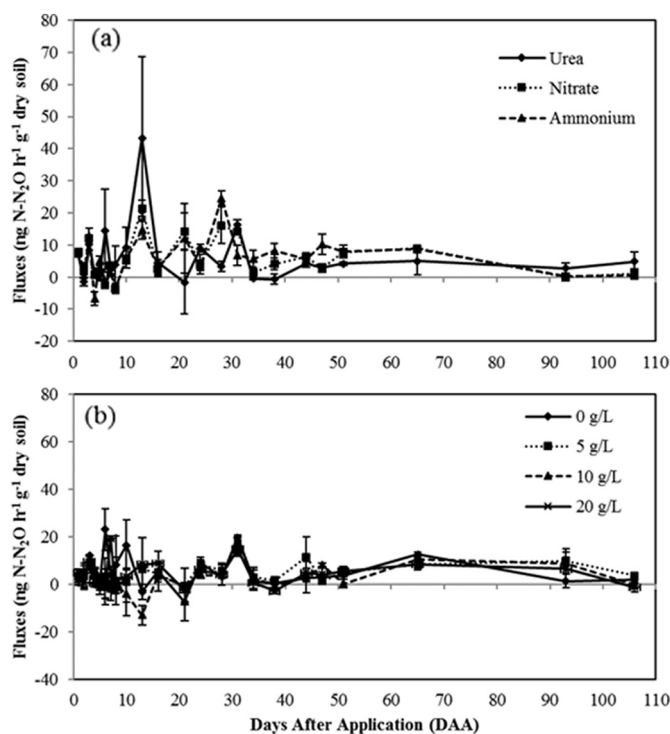 (a)
80
70
60
50
40
30
20
10
0
-10
-20
Fluxes (ng N-N₂O hr⁻¹ g⁻¹ dry soil)
Urea
Nitrate
Ammonium
0 10 20 30 40 50 60 70 80 90 100 110
(b)
80
60
40
20
0
-20
-40
Fluxes (ng N-N₂O hr⁻¹ g⁻¹ dry soil)
0 g/L
5 g/L
10 g/L
20 g/L
0 10 20 30 40 50 60 70 80 90 100 110
Days After Application (DAA)